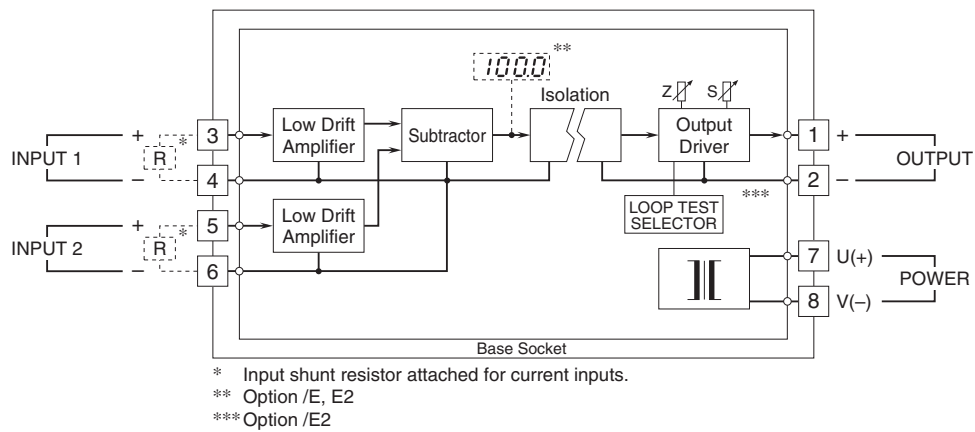 100.0 **
Isolation
Z S
INPUT 1
+
R *
−
3
4
Low Drift
Amplifier
Subtractor
Output
Driver
1 +
2 −
OUTPUT
***
LOOP TEST
SELECTOR
INPUT 2
+
R *
−
5
6
Low Drift
Amplifier
7 U(+)
8 V(–)
POWER
Base Socket
* Input shunt resistor attached for current inputs.
** Option /E, E2
*** Option /E2